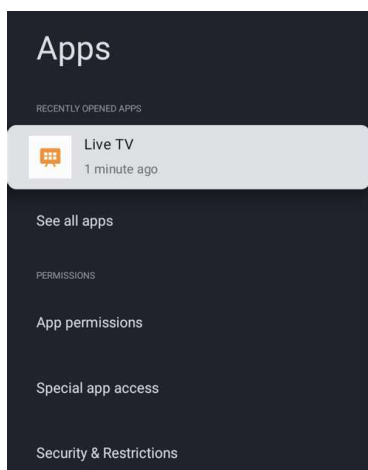 Apps
RECENTLY OPENED APPS
Live TV
1 minute ago
See all apps
PERMISSIONS
App permissions
Special app access
Security & Restrictions